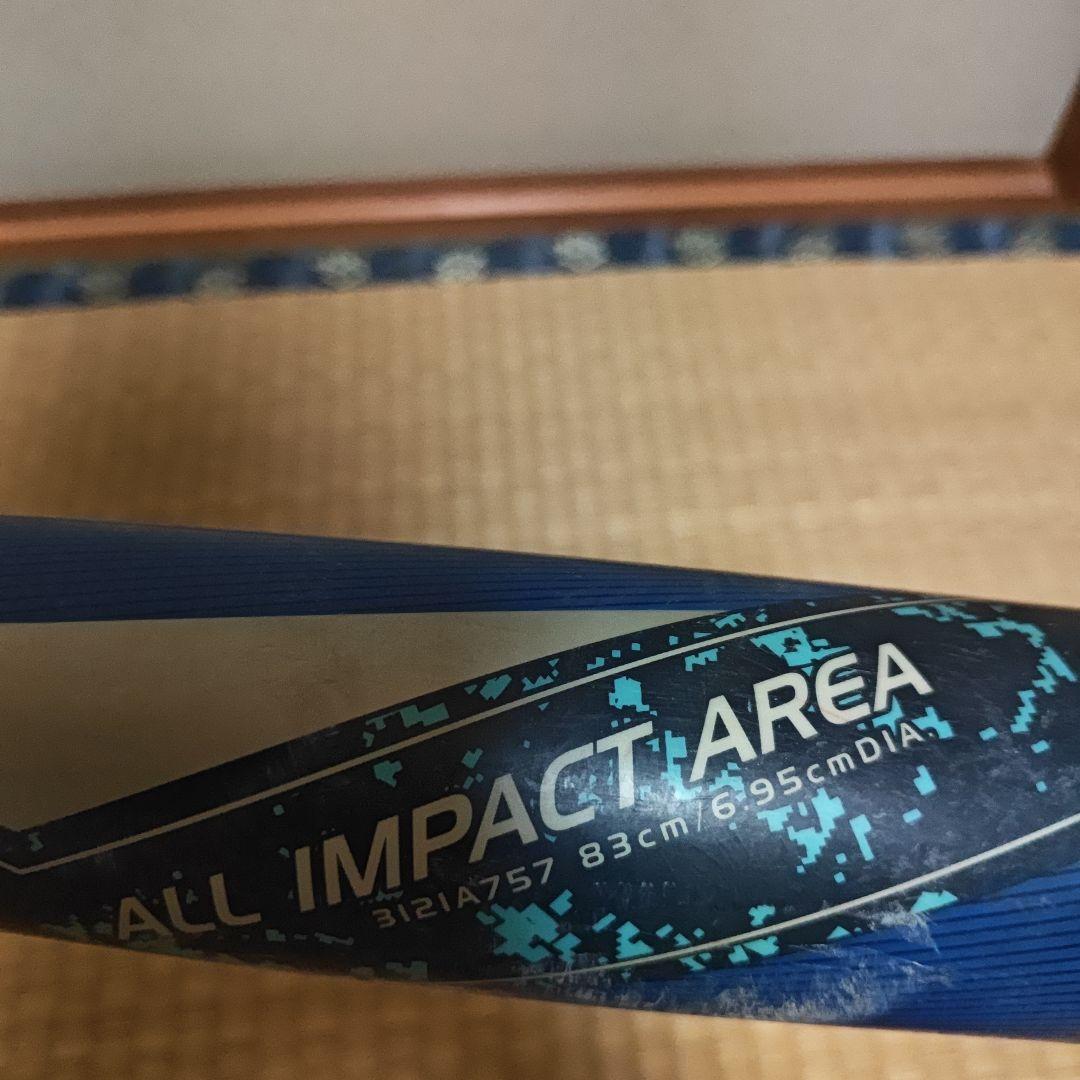 ALL IMPACT AREA
3121A757 83cm/6.95cmDIA.